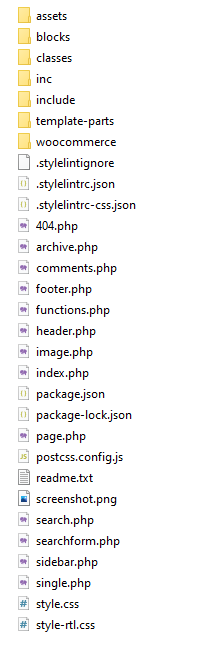 assets
blocks
classes
inc
include
template-parts
woocommerce
.stylelintignore
.stylelintrc.json
.stylelintrc-css.json
404.php
archive.php
comments.php
footer.php
functions.php
header.php
image.php
index.php
package.json
package-lock.json
page.php
postcss.config.js
readme.txt
screenshot.png
search.php
searchform.php
sidebar.php
single.php
style.css
style-rtl.css